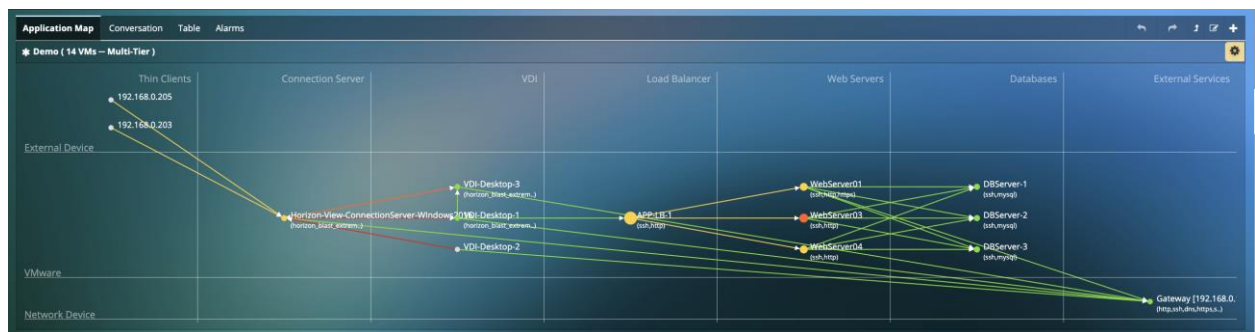 Application Map Conversation Table Alarms
Demo ( 14 VMs -- Multi-Tier )
Thin Clients Connection Server VDI Load Balancer Web Servers Databases External Services
192.168.0.205
192.168.0.203
External Device
VDI-Desktop-3
(horizon_blast_extrem..)
WebServer01
(ssh,http,https)
DBServer-1
(ssh,mysql)
Horizon-View-ConnectionServer-Windows2016
(horizon_blast_extrem..)
VDI-Desktop-1
(horizon_blast_extrem..)
APP-LB-1
(ssh,http)
WebServer03
(ssh,http)
DBServer-2
(ssh,mysql)
VDI-Desktop-2
WebServer04
(ssh,http)
DBServer-3
(ssh,mysql)
VMware
Gateway [192.168.0.
(http,ssh,dns,https,s..)
Network Device